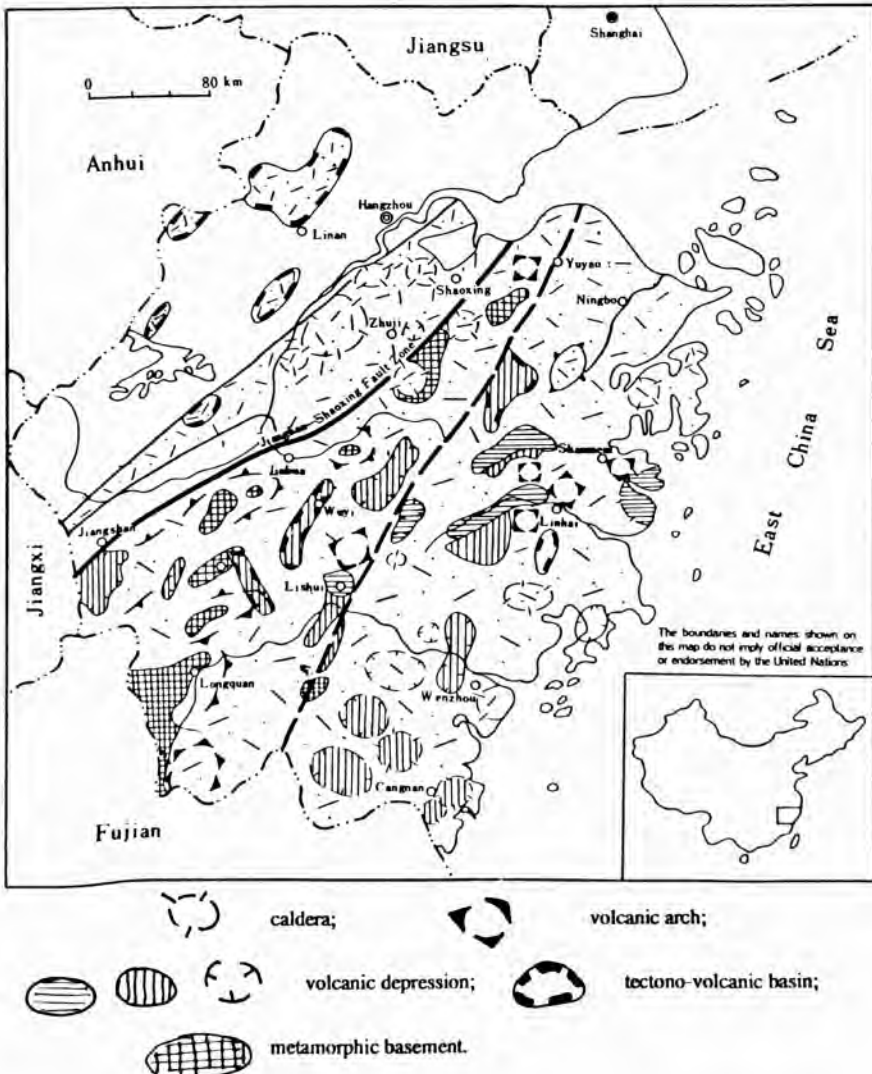 Jiangsu
Shanghai
0 80 km
Anhui
Hangzhou
Linan
Yuyao
Shaoxing
Ningbo
Zhuji
Jiangshan Shaoxing Fault Zone
East China Sea
Wuyi
Linhai
Jiangshan
Jiangxi
Lishui
The boundaries and names shown on
this map do not imply official acceptance
or endorsement by the United Nations
Longquan
Wenzhou
Cangnan
Fujian
caldera;
volcanic arch;
volcanic depression;
tectono-volcanic basin;
metamorphic basement.